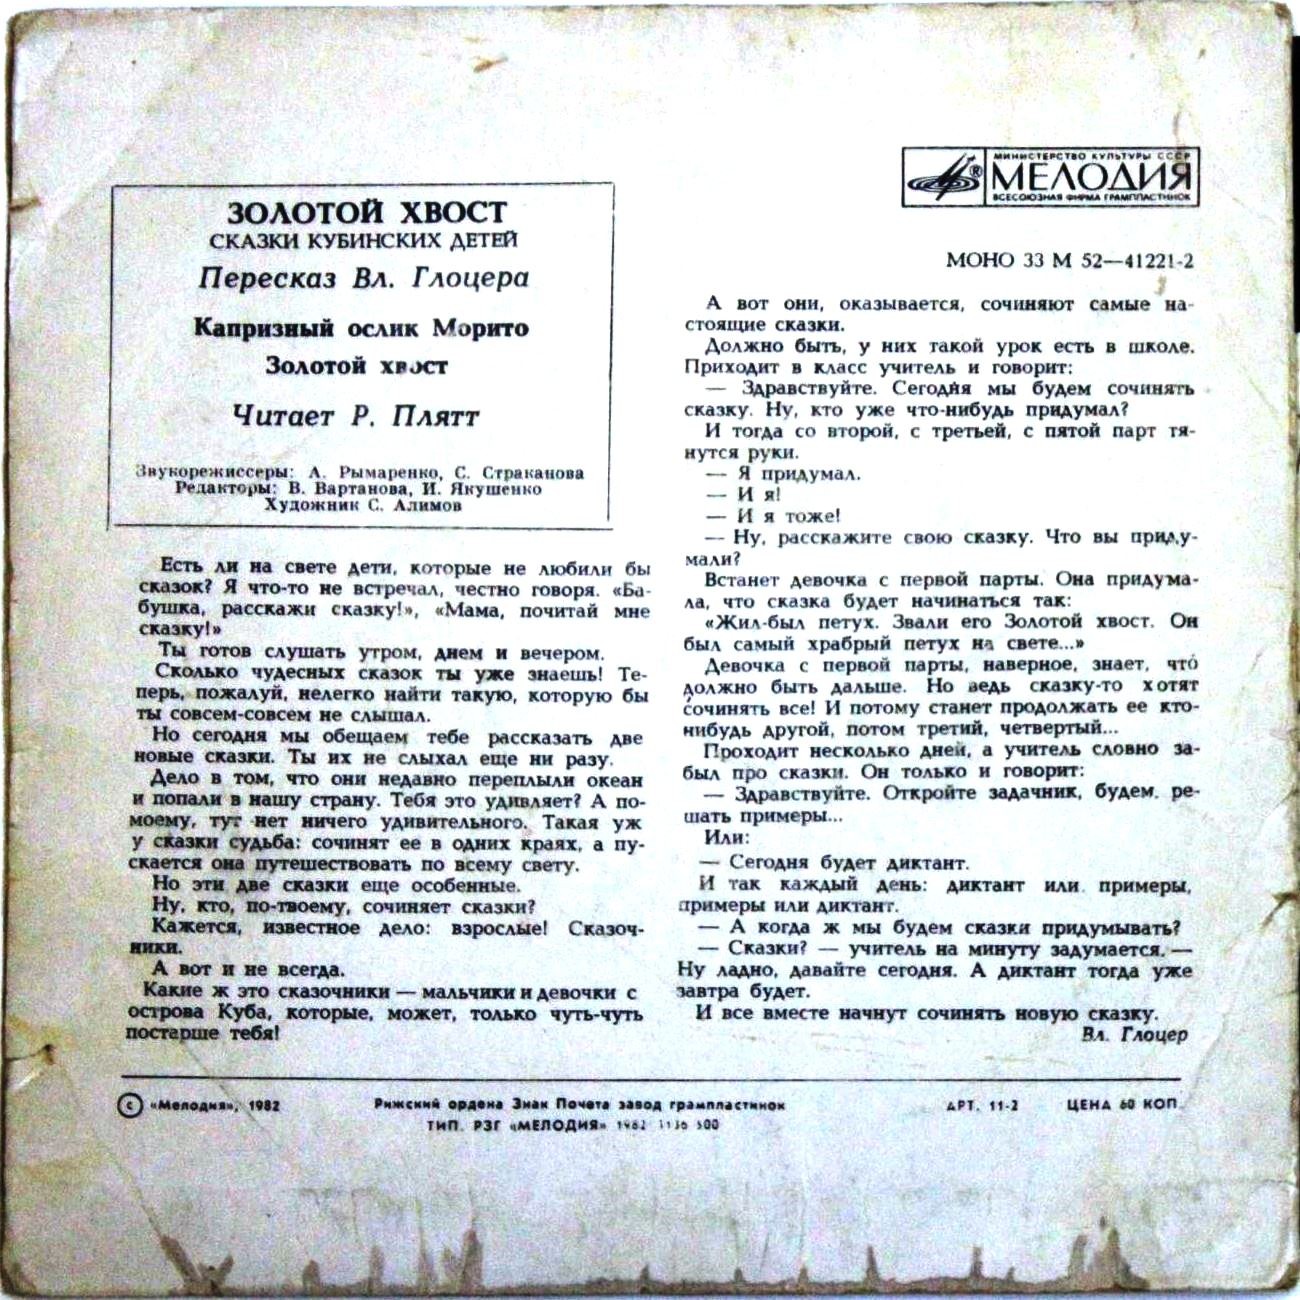 ЗОЛОТОЙ ХВОСТ
СКАЗКИ КУБИНСКИХ ДЕТЕЙ
Пересказ Вл. Глоцера
Капризный ослик Морито
Золотой хвост
Читает Р. Плятт
Звукорежиссеры: А. Рымаренко, С. Страканова
Редакторы: В. Вартанова, И. Якушенко
Художник С. Алимов
Есть ли на свете дети, которые не любили бы
сказок? Я что-то не встречал, честно говоря. «Ба-
бушка, расскажи сказку!», «Мама, почитай мне
сказку!»
Ты готов слушать утром, днем и вечером.
Сколько чудесных сказок ты уже знаешь! Те-
перь, пожалуй, нелегко найти такую, которую бы
ты совсем-совсем не слышал.
Но сегодня мы обещаем тебе рассказать две
новые сказки. Ты их не слыхал еще ни разу.
Дело в том, что они недавно переплыли океан
и попали в нашу страну. Тебя это удивляет? А по-
моему, тут нет ничего удивительного. Такая уж
у сказки судьба: сочинят ее в одних краях, а пу-
скается она путешествовать по всему свету.
Но эти две сказки еще особенные.
Ну, кто, по-твоему, сочиняет сказки?
Кажется, известное дело: взрослые! Сказоч-
ники.
А вот и не всегда.
Какие ж это сказочники — мальчики и девочки с
острова Куба, которые, может, только чуть-чуть
постарше тебя!
МИНИСТЕРСТВО КУЛЬТУРЫ СССР
® МЕЛОДИЯ
ВСЕСОЮЗНАЯ ФИРМА ГРАМПЛАСТИНОК
МОНО 33 М 52—41221-2
А вот они, оказывается, сочиняют самые на-
стоящие сказки.
Должно быть, у них такой урок есть в школе.
Приходит в класс учитель и говорит:
— Здравствуйте. Сегодня мы будем сочинять
сказку. Ну, кто уже что-нибудь придумал?
И тогда со второй, с третьей, с пятой парт тя-
нутся руки.
— Я придумал.
— И я!
— И я тоже!
— Ну, расскажите свою сказку. Что вы приду-
мали?
Встанет девочка с первой парты. Она придума-
ла, что сказка будет начинаться так:
«Жил-был петух. Звали его Золотой хвост. Он
был самый храбрый петух на свете...»
Девочка с первой парты, наверное, знает, что
должно быть дальше. Но ведь сказку-то хотят
сочинять все! И потому станет продолжать ее кто-
нибудь другой, потом третий, четвертый...
Проходит несколько дней, а учитель словно за-
был про сказки. Он только и говорит:
— Здравствуйте. Откройте задачник, будем ре-
шать примеры...
Или:
— Сегодня будет диктант.
И так каждый день: диктант или примеры,
примеры или диктант.
— А когда ж мы будем сказки придумывать?
— Сказки? — учитель на минуту задумается. —
Ну ладно, давайте сегодня. А диктант тогда уже
завтра будет.
И все вместе начнут сочинять новую сказку.
Вл. Глоцер
© «Мелодия», 1982 Рижский ордена Знак Почета завод грампластинок АРТ. 11-2 ЦЕНА 60 КОП.
ТИП. РЗГ «МЕЛОДИЯ» 1982